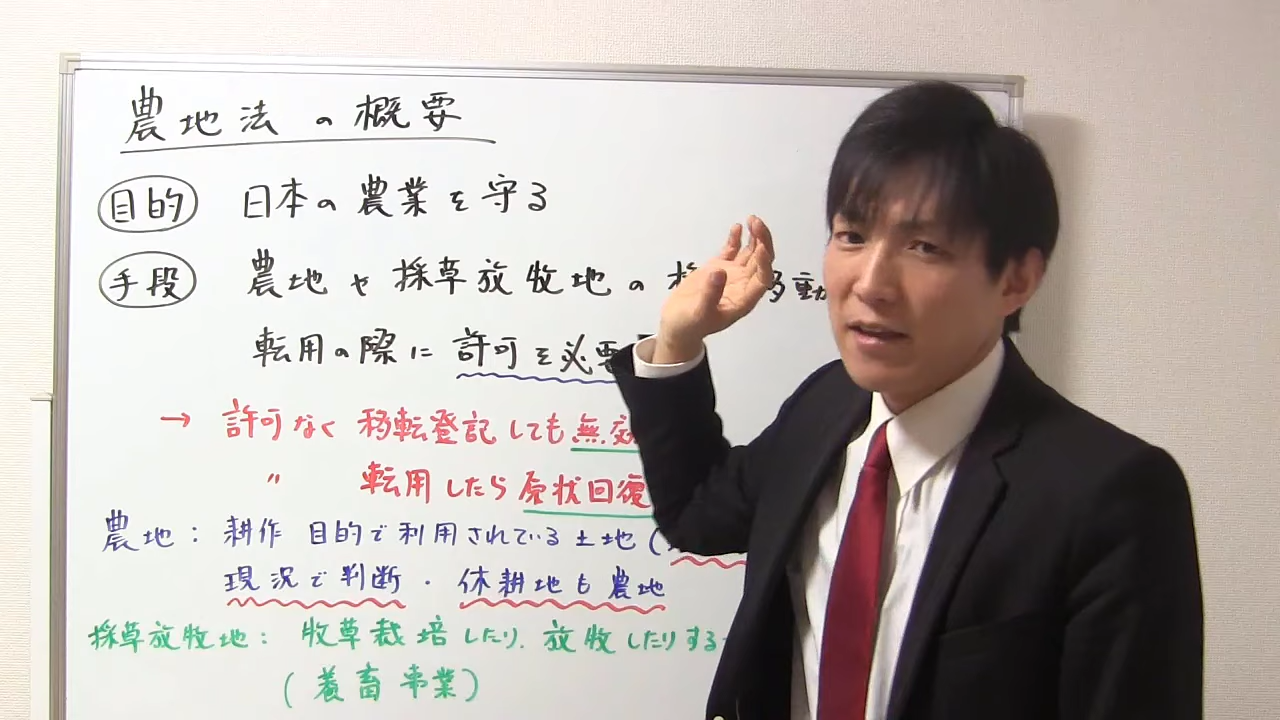 農地法の概要
目的 日本の農業を守る
手段 農地や採草放牧地の 移動
転用の際に 許可を必要
→ 許可なく 移転登記しても無効
〃 転用したら原状回復
農地：耕作目的で利用されている土地(
現況で判断・休耕地も農地
採草放牧地：牧草栽培したり、放牧したりする
(養畜事業)